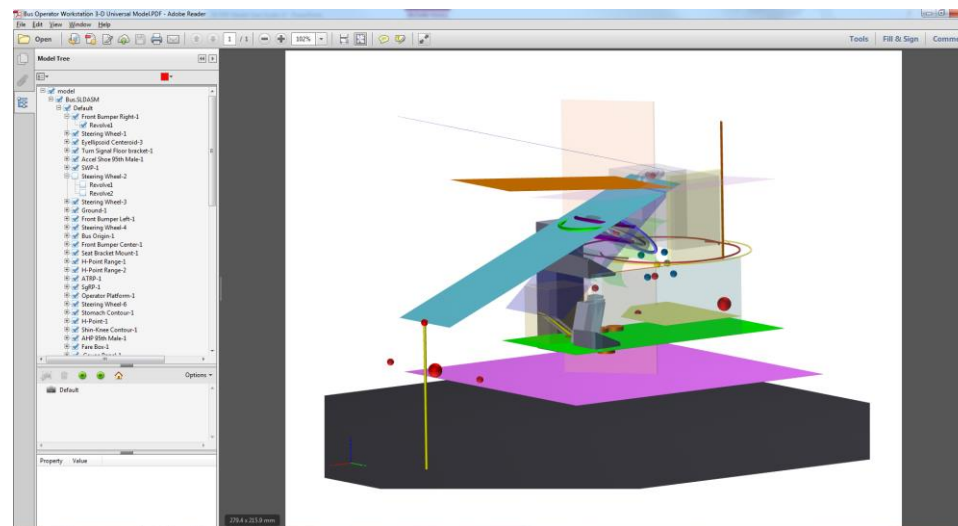 Bus Operator Workstation 3-D Universal Model.PDF - Adobe Reader
File Edit View Window Help
Open 1 / 1 102% Tools Fill & Sign Comme
Model Tree
model
Bus.SLDASM
Default
Front Bumper Right-1
Revolve1
Steering Wheel-1
Eyellipsoid Centeroid-3
Turn Signal Floor bracket-1
Accel Shoe 95th Male-1
SWP-1
Steering Wheel-2
Revolve1
Revolve2
Steering Wheel-3
Ground-1
Front Bumper Left-1
Steering Wheel-4
Bus Origin-1
Front Bumper Center-1
Seat Bracket Mount-1
H-Point Range-1
H-Point Range-2
ATRP-1
SgRP-1
Operator Platform-1
Steering Wheel-6
Stomach Contour-1
H-Point-1
Shin-Knee Contour-1
AHP 95th Male-1
Fare Box-1
Options
Default
Property Value
279.4 x 215.9 mm